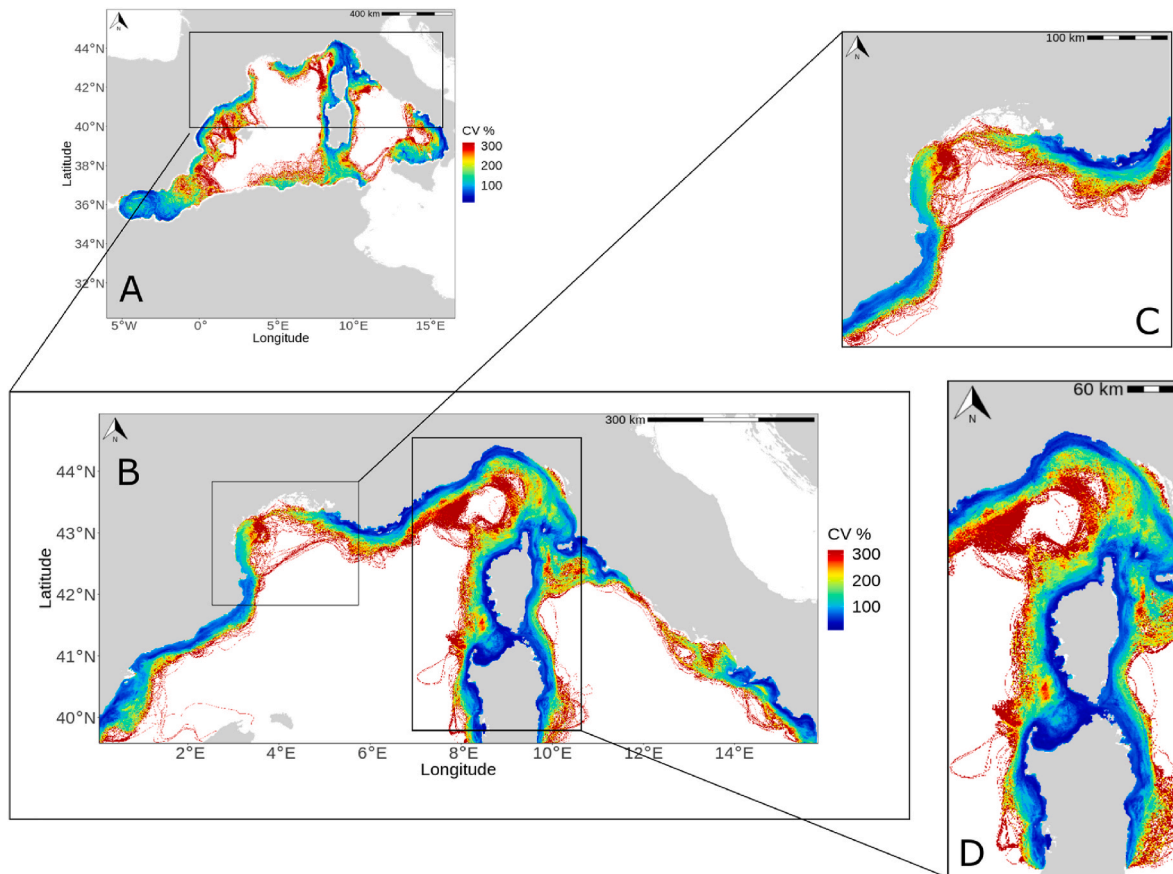 400 km
N
44°N
42°N
40°N
38°N
36°N
34°N
32°N
Latitude
A
5°W
0°
5°E
10°E
15°E
Longitude
CV %
300
200
100
100 km
N
C
300 km
N
B
44°N
43°N
42°N
41°N
40°N
Latitude
2°E
4°E
6°E
8°E
10°E
12°E
14°E
Longitude
CV %
300
200
100
60 km
N
D